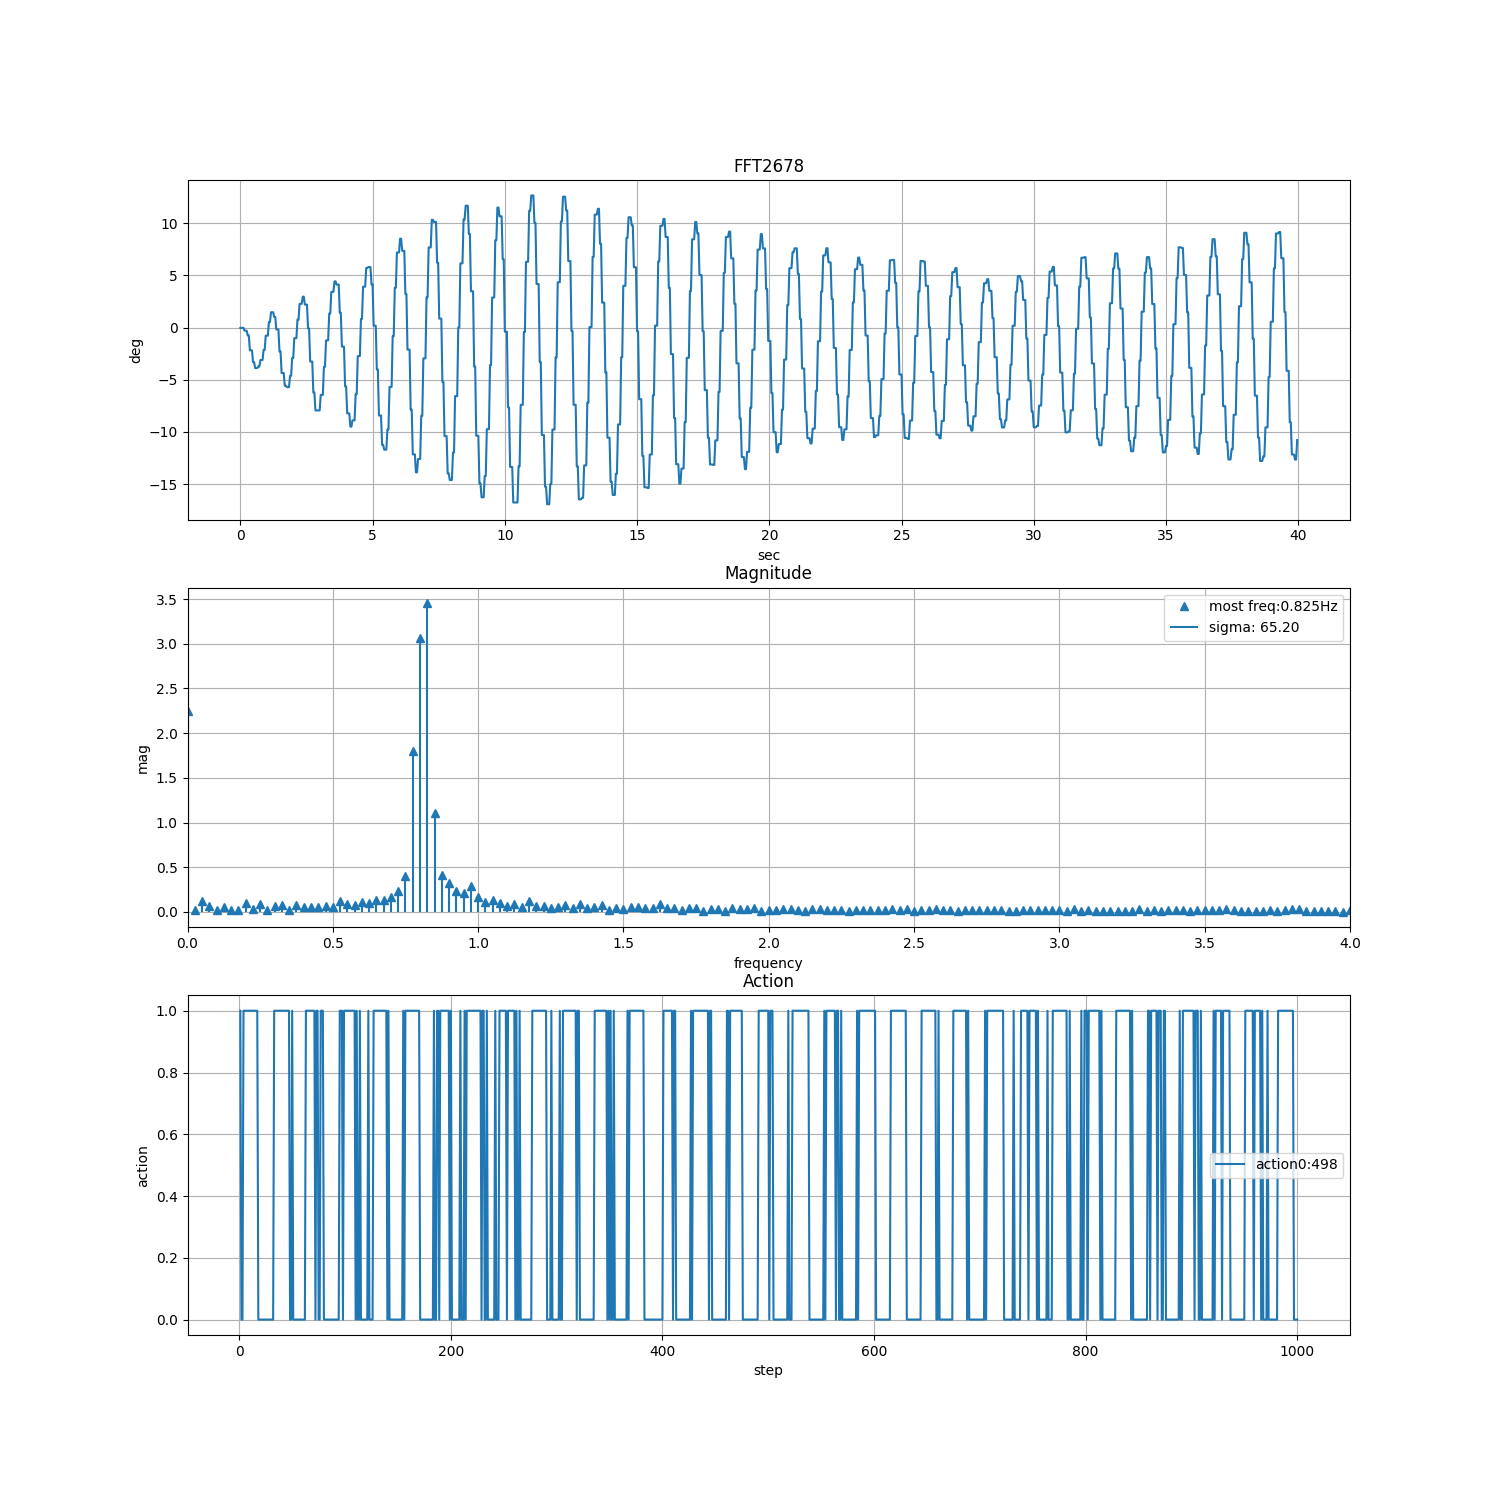 FFT2678
10
5
0
−5
−10
−15
deg
0 5 10 15 20 25 30 35 40
sec
Magnitude
3.5
3.0
2.5
2.0
1.5
1.0
0.5
0.0
mag
most freq:0.825Hz
sigma: 65.20
0.0 0.5 1.0 1.5 2.0 2.5 3.0 3.5 4.0
frequency
Action
1.0
0.8
0.6
0.4
0.2
0.0
action
action0:498
0 200 400 600 800 1000
step